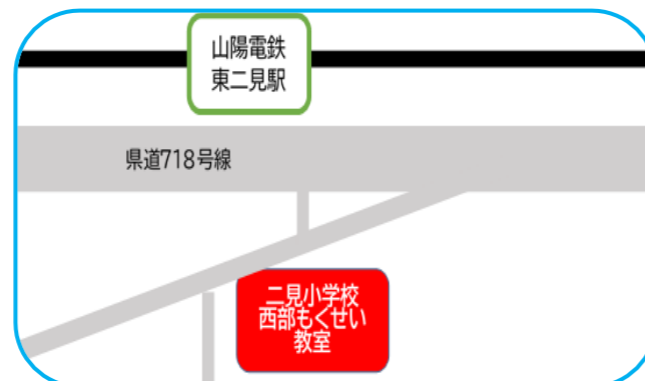 山陽電鉄
東二見駅
県道718号線
二見小学校
西部もくせい
教室